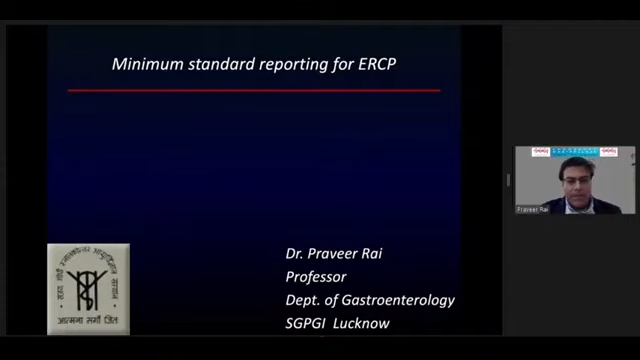 Minimum standard reporting for ERCP
Dr. Praveer Rai
Professor
Dept. of Gastroenterology
SGPGI Lucknow
Praveer Rai